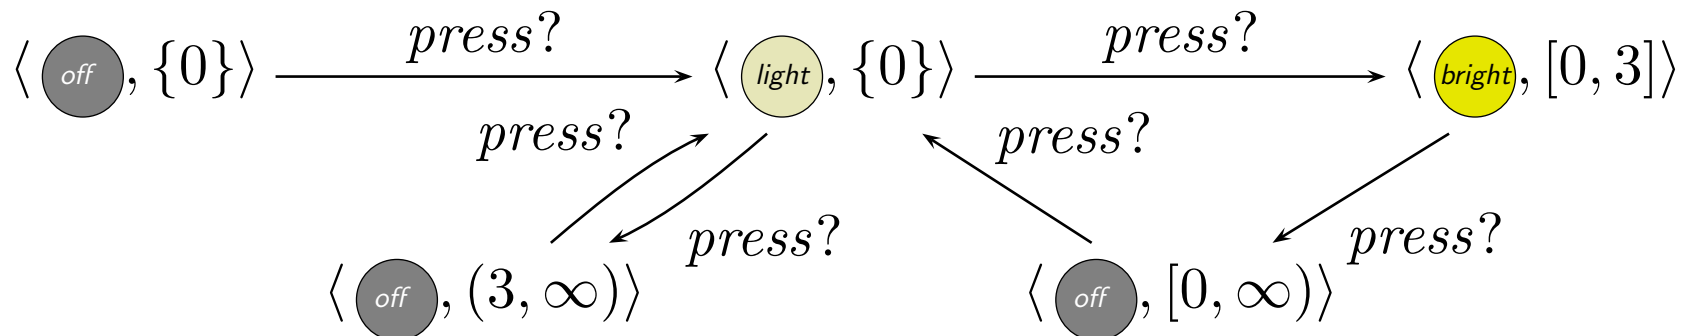 press? press?
⟨ off , {0}⟩ ⟨ light , {0}⟩ ⟨ bright , [0, 3]⟩
press? press?
press? press?
⟨ off , (3, ∞)⟩ ⟨ off , [0, ∞)⟩